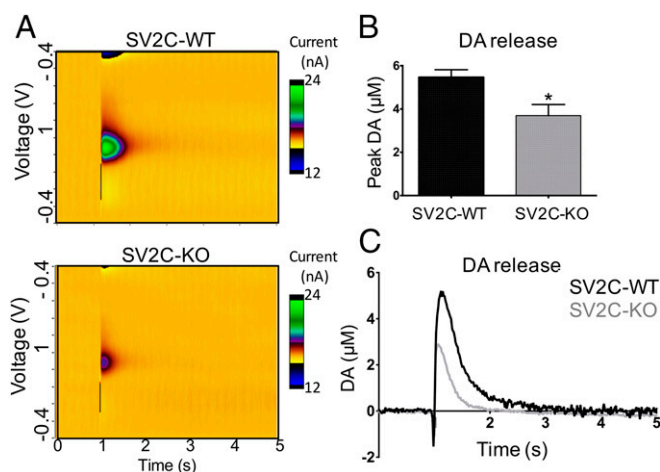 A
SV2C-WT
Current
(nA)
- 0.4
1
-0.4
Voltage (V)
24
12
SV2C-KO
Current
(nA)
- 0.4
1
-0.4
Voltage (V)
24
12
0 1 2 3 4 5
Time (s)
B
DA release
6
4
2
Peak DA (µM)
*
SV2C-WT SV2C-KO
C
DA release
SV2C-WT
SV2C-KO
6
4
2
0
-2
DA (µM)
1 2 3 4 5
Time (s)